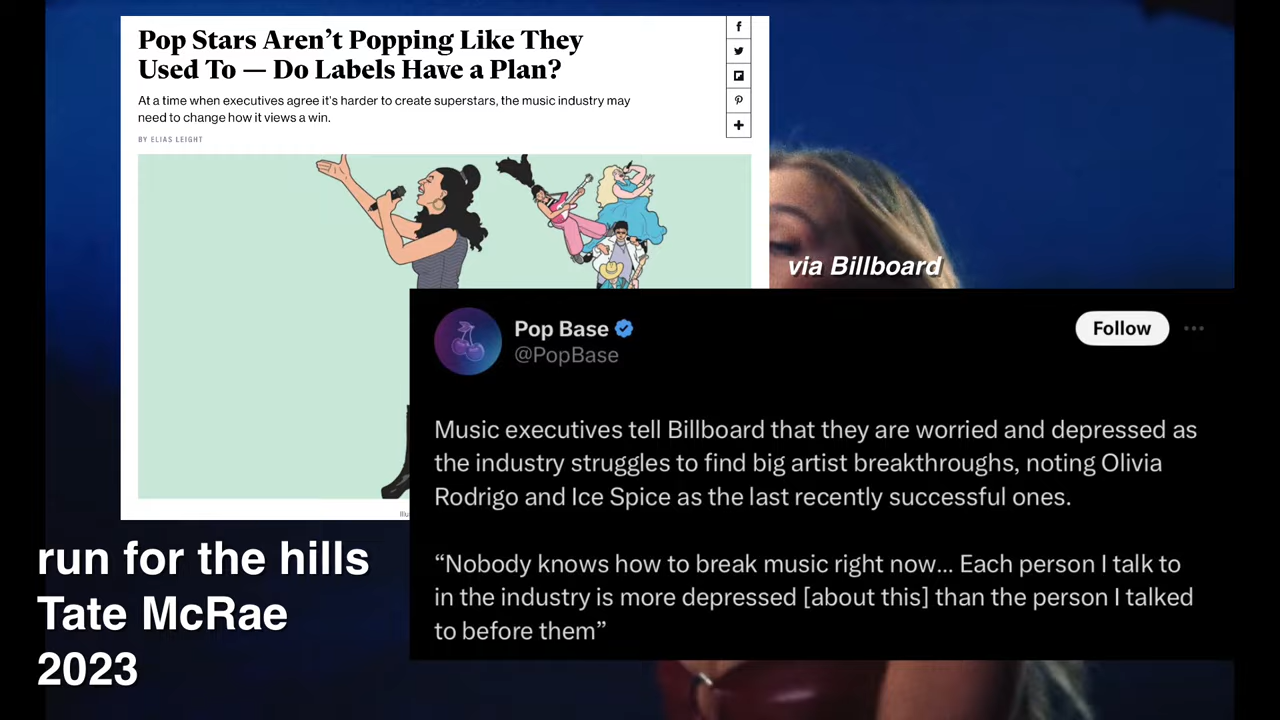 Pop Stars Aren’t Popping Like They
Used To — Do Labels Have a Plan?
At a time when executives agree it's harder to create superstars, the music industry may
need to change how it views a win.
BY ELIAS LEIGHT
via Billboard
Pop Base
@PopBase
Follow
Music executives tell Billboard that they are worried and depressed as
the industry struggles to find big artist breakthroughs, noting Olivia
Rodrigo and Ice Spice as the last recently successful ones.
“Nobody knows how to break music right now... Each person I talk to
in the industry is more depressed [about this] than the person I talked
to before them”
run for the hills
Tate McRae
2023